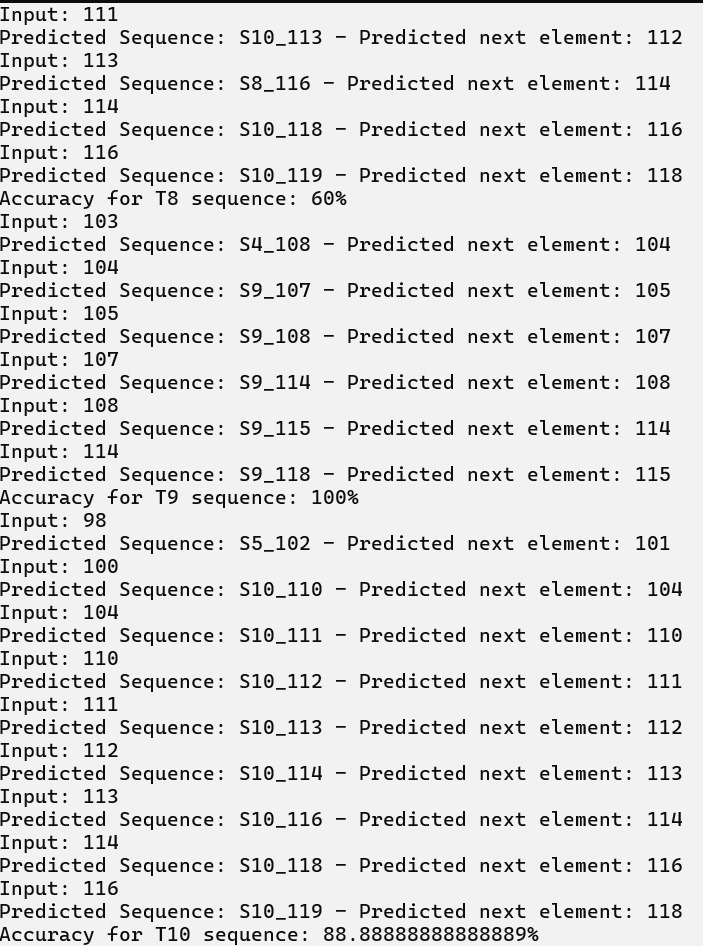 Input: 111
Predicted Sequence: S10_113 - Predicted next element: 112
Input: 113
Predicted Sequence: S8_116 - Predicted next element: 114
Input: 114
Predicted Sequence: S10_118 - Predicted next element: 116
Input: 116
Predicted Sequence: S10_119 - Predicted next element: 118
Accuracy for T8 sequence: 60%
Input: 103
Predicted Sequence: S4_108 - Predicted next element: 104
Input: 104
Predicted Sequence: S9_107 - Predicted next element: 105
Input: 105
Predicted Sequence: S9_108 - Predicted next element: 107
Input: 107
Predicted Sequence: S9_114 - Predicted next element: 108
Input: 108
Predicted Sequence: S9_115 - Predicted next element: 114
Input: 114
Predicted Sequence: S9_118 - Predicted next element: 115
Accuracy for T9 sequence: 100%
Input: 98
Predicted Sequence: S5_102 - Predicted next element: 101
Input: 100
Predicted Sequence: S10_110 - Predicted next element: 104
Input: 104
Predicted Sequence: S10_111 - Predicted next element: 110
Input: 110
Predicted Sequence: S10_112 - Predicted next element: 111
Input: 111
Predicted Sequence: S10_113 - Predicted next element: 112
Input: 112
Predicted Sequence: S10_114 - Predicted next element: 113
Input: 113
Predicted Sequence: S10_116 - Predicted next element: 114
Input: 114
Predicted Sequence: S10_118 - Predicted next element: 116
Input: 116
Predicted Sequence: S10_119 - Predicted next element: 118
Accuracy for T10 sequence: 88.88888888888889%